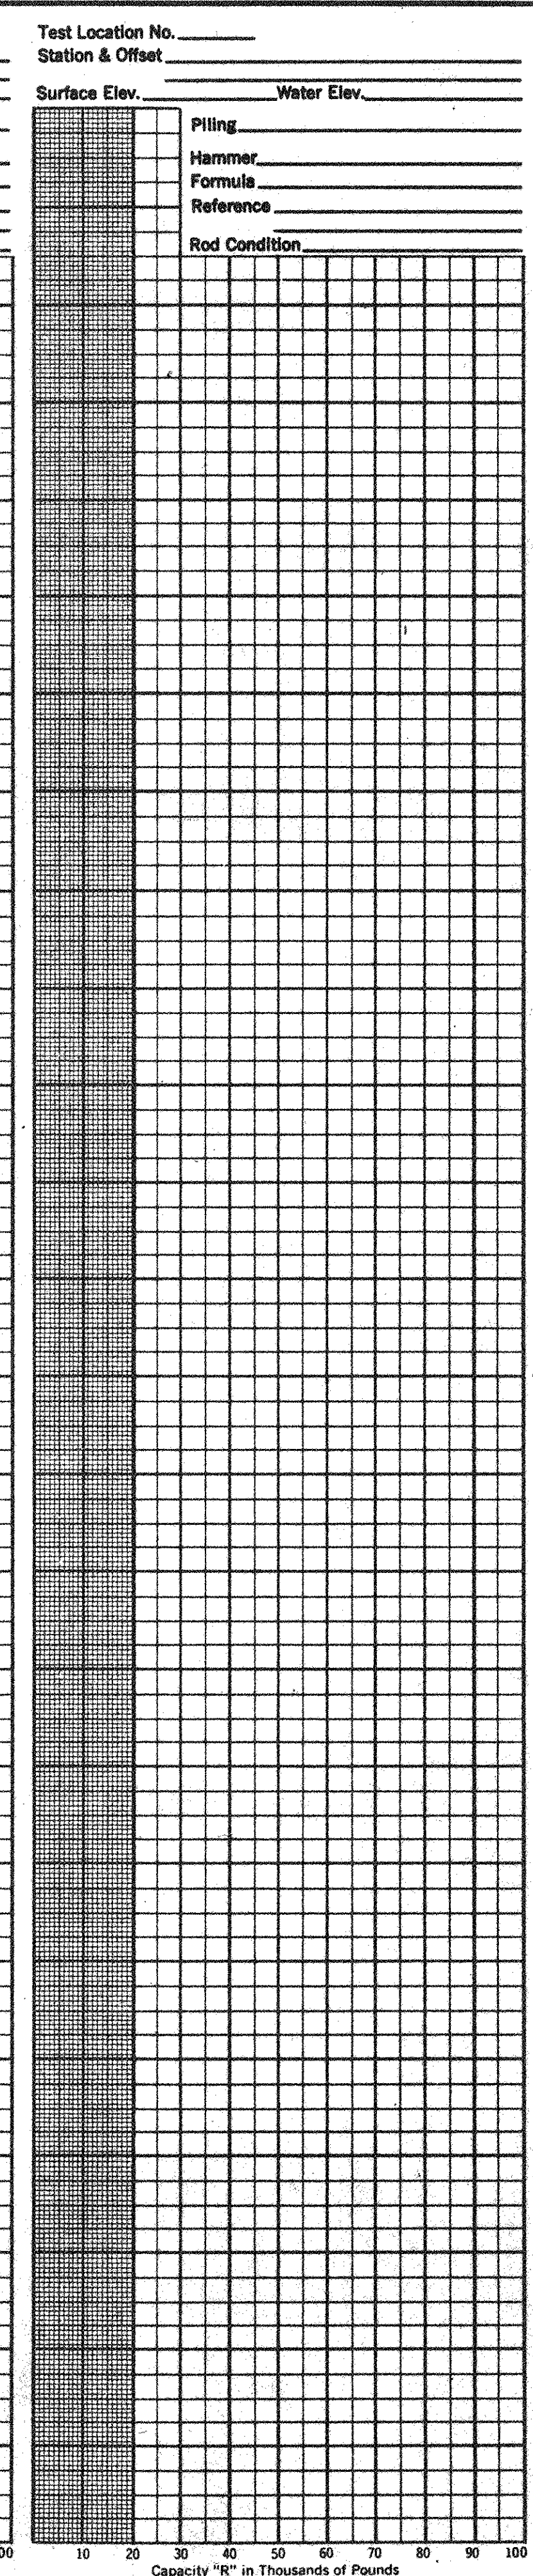 Test Location No.
Station & Offset
Surface Elev. Water Elev.
Piling
Hammer
Formula
Reference
Rod Condition
00 10 20 30 40 50 60 70 80 90 100
Capacity "R" in Thousands of Pounds